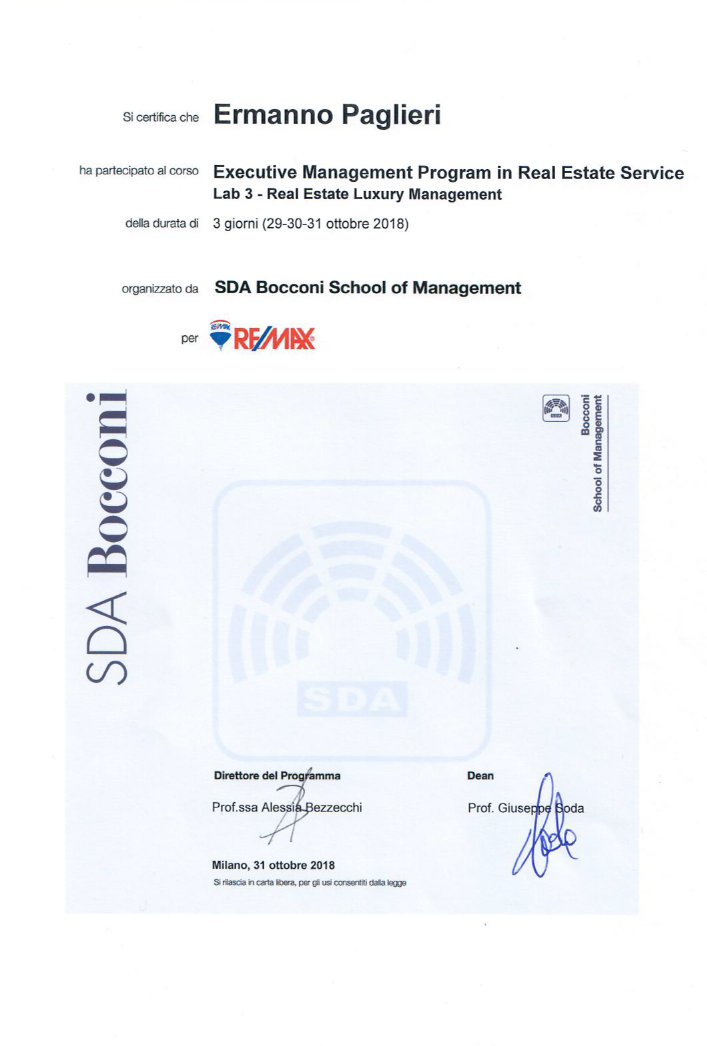 Si certifica che Ermanno Paglieri
ha partecipato al corso Executive Management Program in Real Estate Service
Lab 3 - Real Estate Luxury Management
della durata di 3 giorni (29-30-31 ottobre 2018)
organizzato da SDA Bocconi School of Management
per RE/MAX RE/MAX®
SDA Bocconi
Bocconi
School of Management
SDA
Direttore del Programma Dean
Prof.ssa Alessia Bezzecchi Prof. Giuseppe Soda
Milano, 31 ottobre 2018
Si rilascia in carta libera, per gli usi consentiti dalla legge